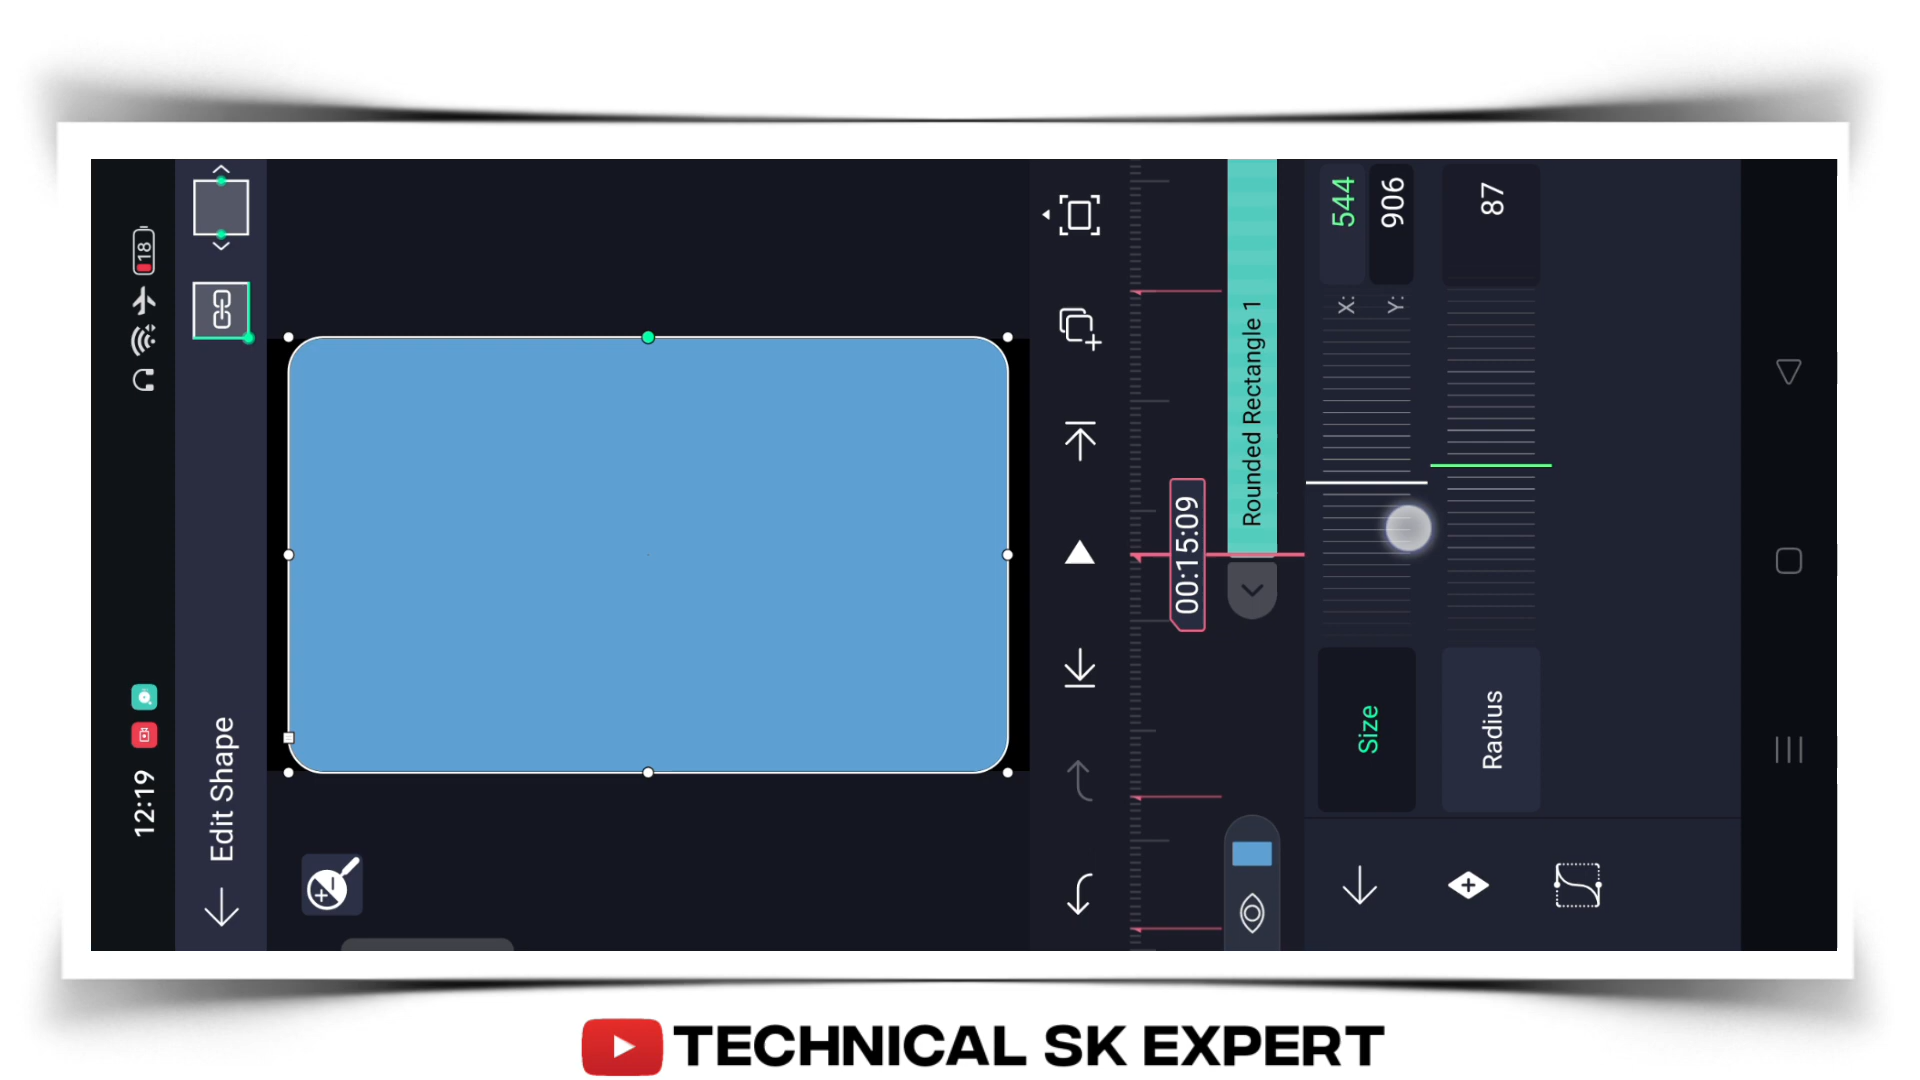 12:19
18
Edit Shape
00:15:09
Rounded Rectangle 1
Size
X: 544
Y: 906
Radius
87
TECHNICAL SK EXPERT